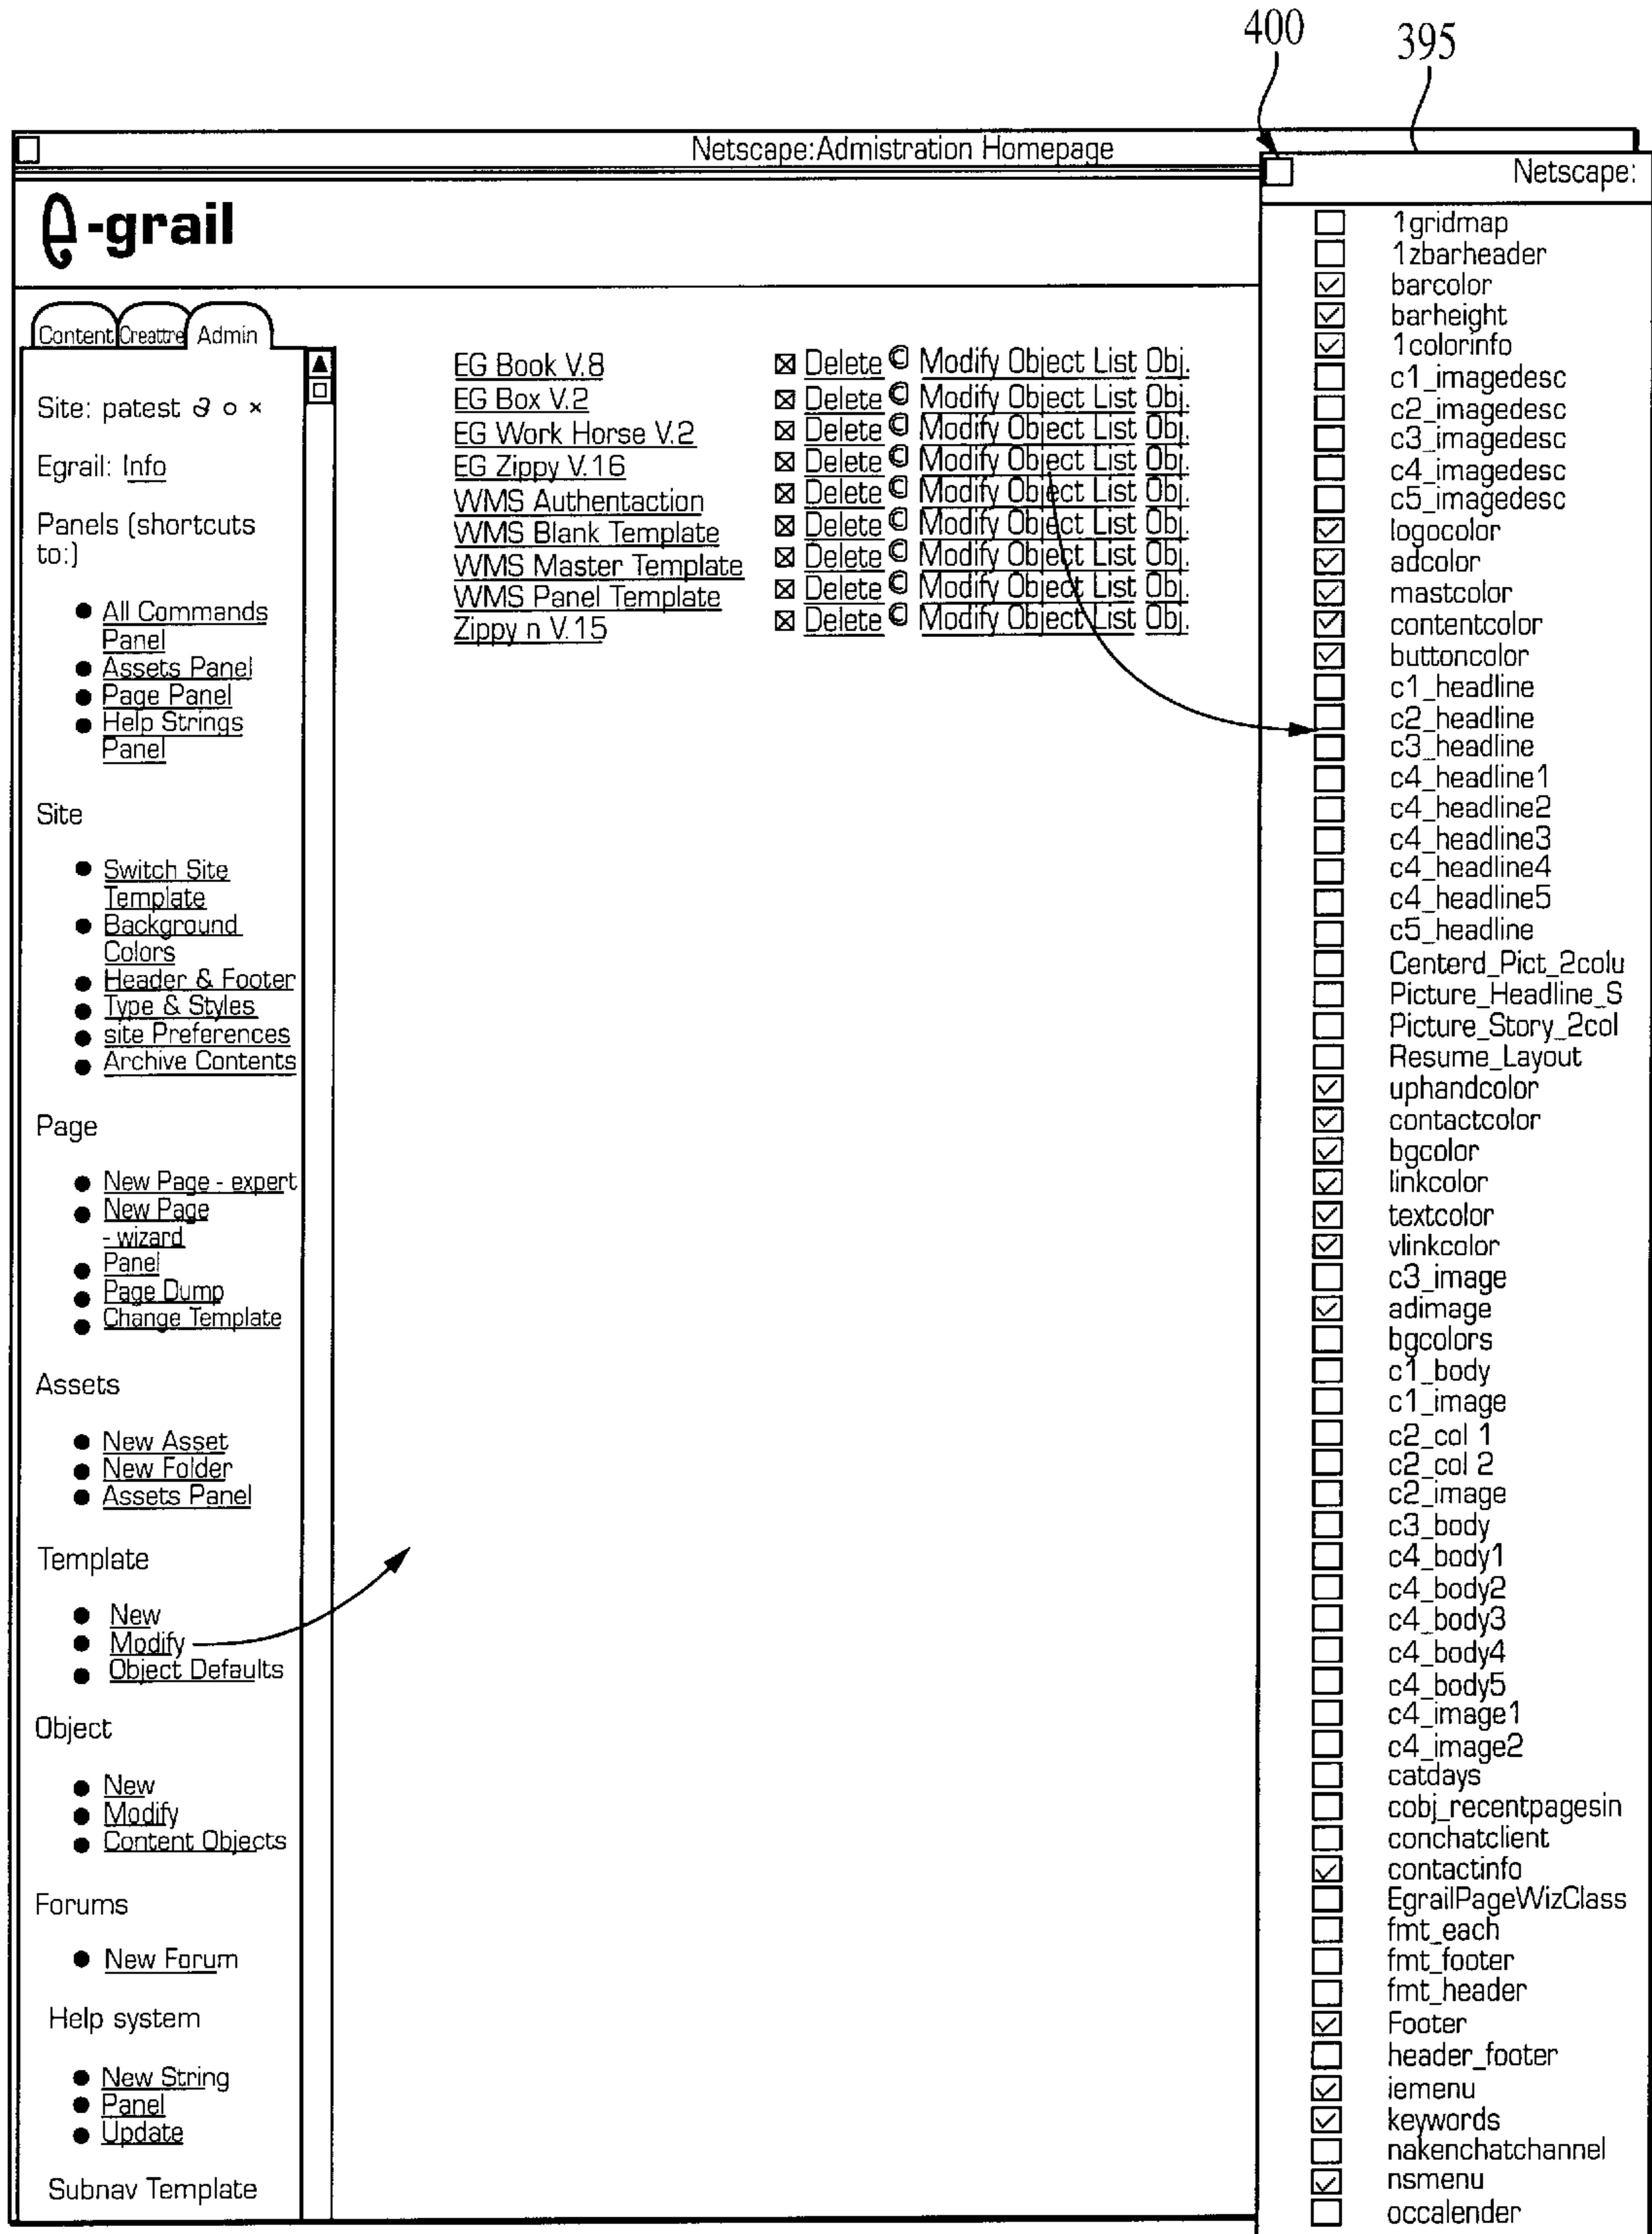 400
395
Netscape:Admistration Homepage
e-grail
Content Creattre Admin
Site: patest
Egrail: Info
Panels (shortcuts
to:)
All Commands
Panel
Assets Panel
Page Panel
Help Strings
Panel
Site
Switch Site
Template
Background
Colors
Header & Footer
Type & Styles
site Preferences
Archive Contents
Page
New Page - expert
New Page
- wizard
Panel
Page Dump
Change Template
Assets
New Asset
New Folder
Assets Panel
Template
New
Modify
Object Defaults
Object
New
Modify
Content Objects
Forums
New Forum
Help system
New String
Panel
Update
Subnav Template
EG Book V.8 Delete © Modify Object List Obj.
EG Box V.2 Delete © Modify Object List Obj.
EG Work Horse V.2 Delete © Modify Object List Obj.
EG Zippy V.16 Delete © Modify Object List Obj.
WMS Authentaction Delete © Modify Object List Obj.
WMS Blank Template Delete © Modify Object List Obj.
WMS Master Template Delete © Modify Object List Obj.
WMS Panel Template Delete © Modify Object List Obj.
Zippy n V.15 Delete © Modify Object List Obj.
Netscape:
1gridmap
1zbarheader
barcolor
barheight
1colorinfo
c1_imagedesc
c2_imagedesc
c3_imagedesc
c4_imagedesc
c5_imagedesc
logocolor
adcolor
mastcolor
contentcolor
buttoncolor
c1_headline
c2_headline
c3_headline
c4_headline1
c4_headline2
c4_headline3
c4_headline4
c4_headline5
c5_headline
Centerd_Pict_2colu
Picture_Headline_S
Picture_Story_2col
Resume_Layout
uphandcolor
contactcolor
bgcolor
linkcolor
textcolor
vlinkcolor
c3_image
adimage
bgcolors
c1_body
c1_image
c2_col 1
c2_col 2
c2_image
c3_body
c4_body1
c4_body2
c4_body3
c4_body4
c4_body5
c4_image1
c4_image2
catdays
cobj_recentpagesin
conchatclient
contactinfo
EgrailPageWizClass
fmt_each
fmt_footer
fmt_header
Footer
header_footer
iemenu
keywords
nakenchatchannel
nsmenu
occalender